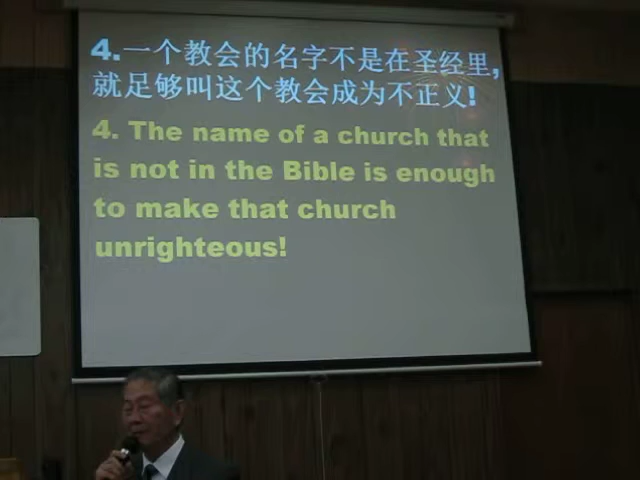 4.一个教会的名字不是在圣经里,
就足够叫这个教会成为不正义!
4. The name of a church that
is not in the Bible is enough
to make that church
unrighteous!